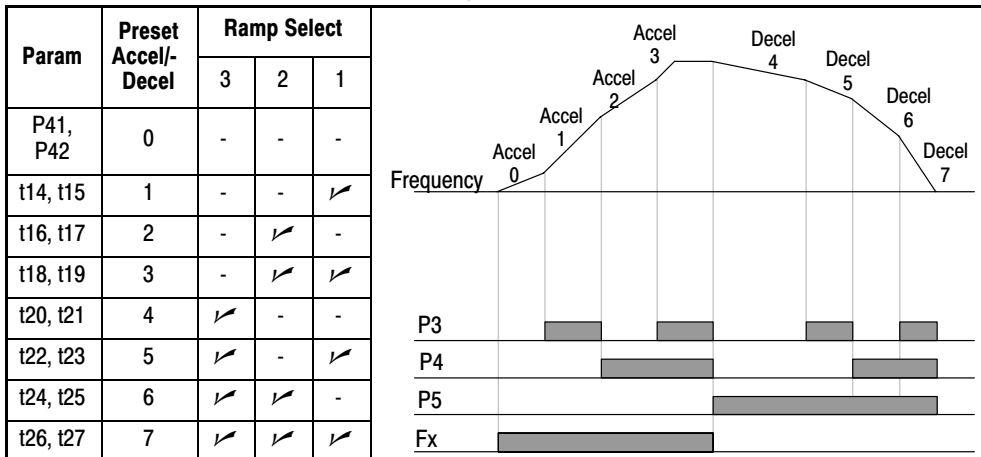 Param Preset Accel/-Decel Ramp Select
3 2 1
P41, P42 0 - - -
t14, t15 1 - - ✓
t16, t17 2 - ✓ -
t18, t19 3 - ✓ ✓
t20, t21 4 ✓ - -
t22, t23 5 ✓ - ✓
t24, t25 6 ✓ ✓ -
t26, t27 7 ✓ ✓ ✓
Frequency
Accel 0
Accel 1
Accel 2
Accel 3
Decel 4
Decel 5
Decel 6
Decel 7
P3
P4
P5
Fx